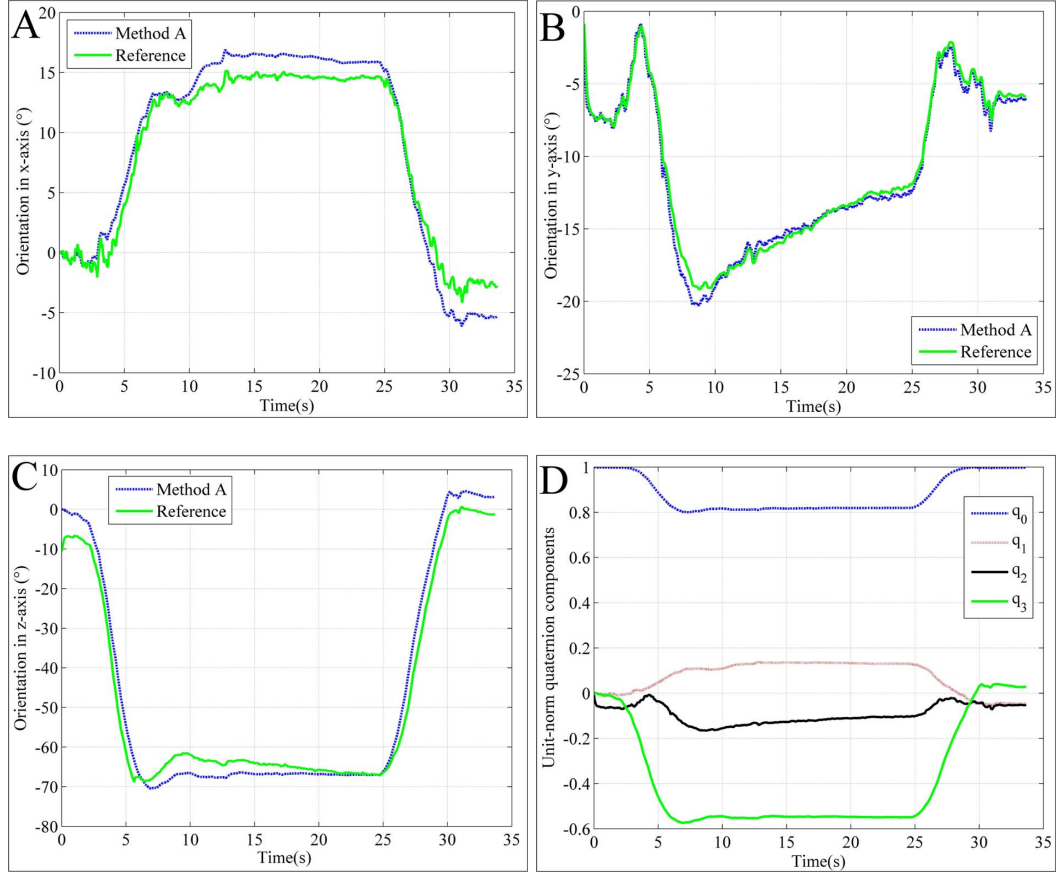 A
20
15
10
5
0
-5
-10
Orientation in x-axis (°)
Method A
Reference
0 5 10 15 20 25 30 35
Time(s)
B
0
-5
-10
-15
-20
-25
Orientation in y-axis (°)
Method A
Reference
0 5 10 15 20 25 30 35
Time(s)
C
10
0
-10
-20
-30
-40
-50
-60
-70
-80
Orientation in z-axis (°)
Method A
Reference
0 5 10 15 20 25 30 35
Time(s)
D
1
0.8
0.6
0.4
0.2
0
-0.2
-0.4
-0.6
Unit-norm quaternion components
q0
q1
q2
q3
0 5 10 15 20 25 30 35
Time(s)